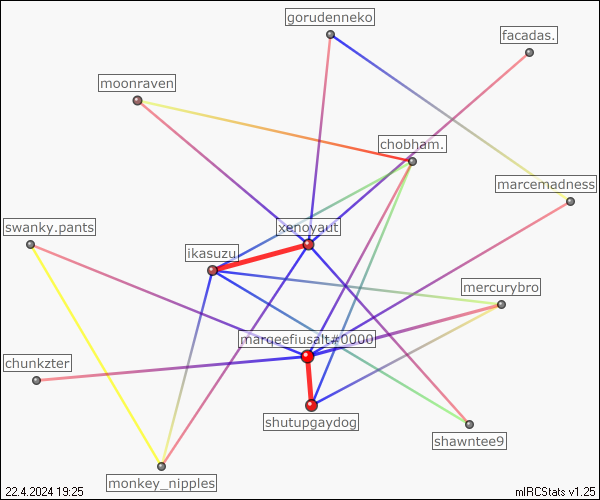 gorudenneko
facadas.
moonraven
chobham.
marcemadness
swanky.pants
xenoyaut
ikasuzu
mercurybro
marqeefiusalt#0000
chunkzter
shutupgaydog
shawntee9
monkey_nipples
22.4.2024 19:25
mIRCStats v1.25